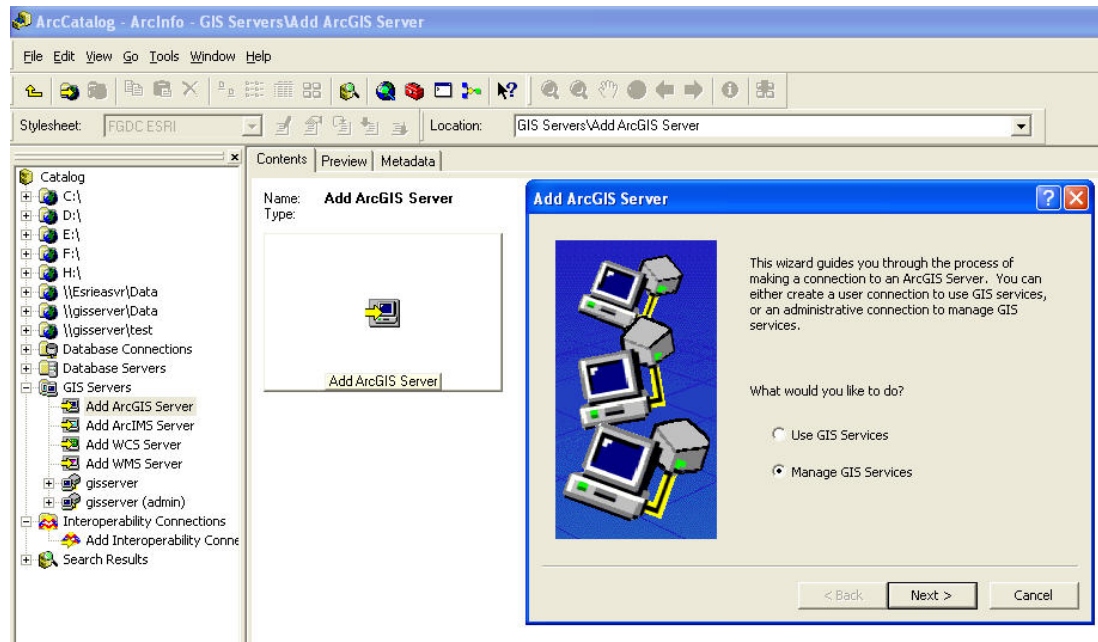 ArcCatalog - ArcInfo - GIS Servers\Add ArcGIS Server
File Edit View Go Tools Window Help
Stylesheet: FGDC ESRI Location: GIS Servers\Add ArcGIS Server
Contents Preview Metadata
Catalog
C:\
D:\
E:\
F:\
H:\
\\Esrieasvr\Data
\\gisserver\Data
\\gisserver\test
Database Connections
Database Servers
GIS Servers
Add ArcGIS Server
Add ArcIMS Server
Add WCS Server
Add WMS Server
gisserver
gisserver (admin)
Interoperability Connections
Add Interoperability Conne
Search Results
Name: Add ArcGIS Server
Type:
Add ArcGIS Server
Add ArcGIS Server
This wizard guides you through the process of
making a connection to an ArcGIS Server. You can
either create a user connection to use GIS services,
or an administrative connection to manage GIS
services.
What would you like to do?
Use GIS Services
Manage GIS Services
< Back Next > Cancel